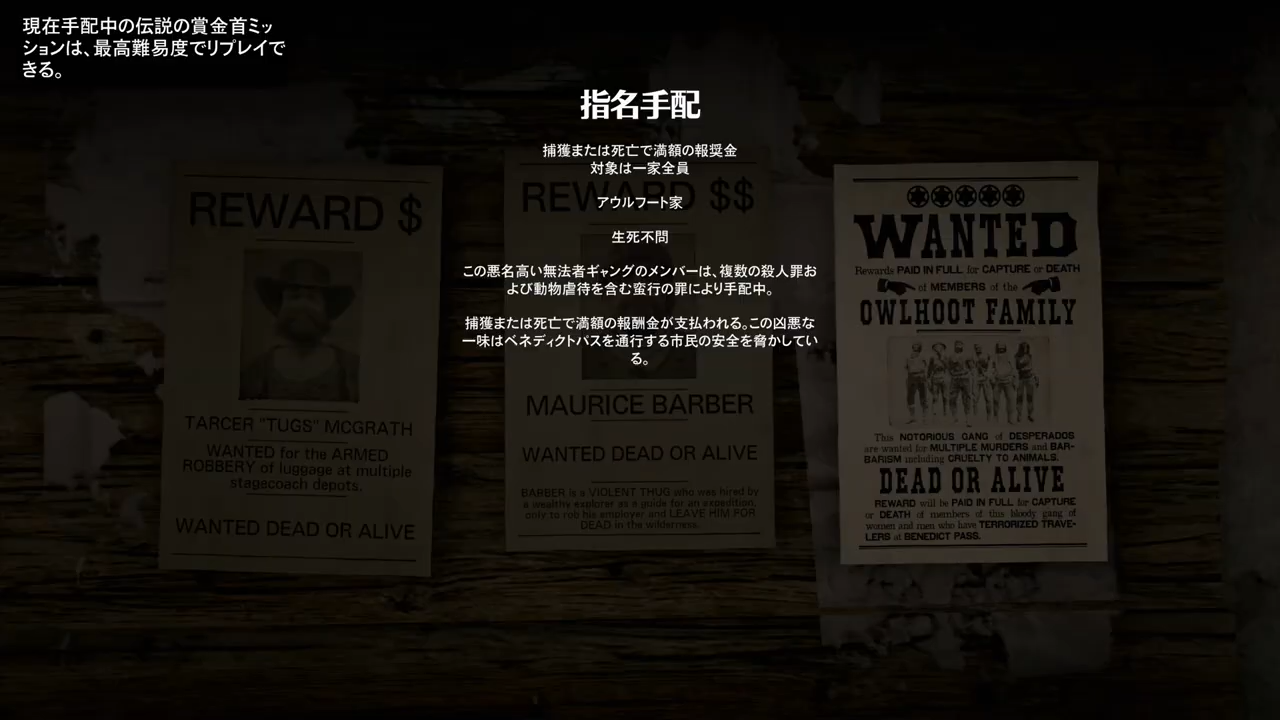 現在手配中の伝説の賞金首ミッ
ションは、最高難易度でリプレイで
きる。
指名手配
捕獲または死亡で満額の報奨金
対象は一家全員
アウルフート家
生死不問
この悪名高い無法者ギャングのメンバーは、複数の殺人罪お
よび動物虐待を含む蛮行の罪により手配中。
捕獲または死亡で満額の報酬金が支払われる。この凶悪な
一味はベネディクトパスを通行する市民の安全を脅かしてい
る。
REWARD $
TARCER "TUGS" MCGRATH
WANTED for the ARMED
ROBBERY of luggage at multiple
stagecoach depots.
WANTED DEAD OR ALIVE
REWARD $$
MAURICE BARBER
WANTED DEAD OR ALIVE
BARBER is a VIOLENT THUG who was hired by
a wealthy explorer as a guide for an expedition,
only to rob his employer and LEAVE HIM FOR
DEAD in the wilderness.
WANTED
Rewards PAID IN FULL for CAPTURE or DEATH
of MEMBERS of the
OWLHOOT FAMILY
This NOTORIOUS GANG of DESPERADOS
are wanted for MULTIPLE MURDERS and BAR-
BARISM including CRUELTY TO ANIMALS.
DEAD OR ALIVE
REWARD will be PAID IN FULL for CAPTURE
or DEATH of members of this bloody gang of
women and men who have TERRORIZED TRAVE-
LERS at BENEDICT PASS.